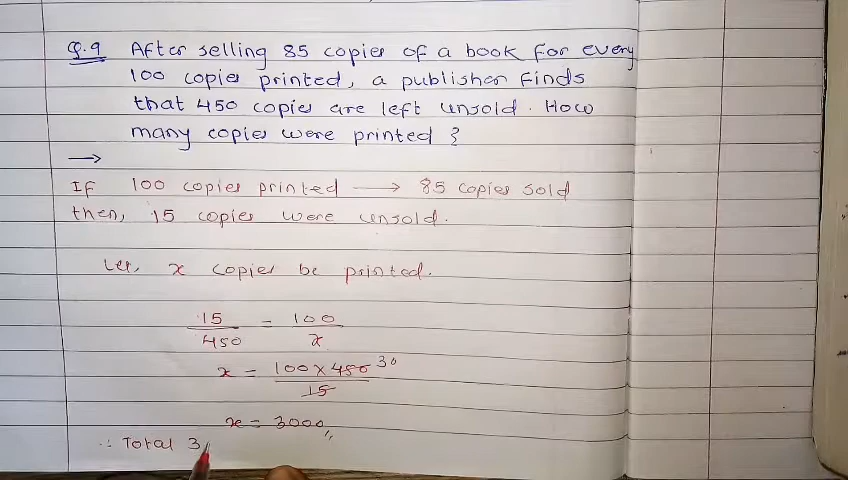 Q.9 After selling 85 copies of a book for every
100 copies printed, a publisher finds
that 450 copies are left unsold. How
many copies were printed ?
→
If 100 copies printed → 85 copies sold
then, 15 copies were unsold.
Let, x copies be printed.
15/450 = 100/x
x = 100 × 450 30 / 15
x = 3000,,
∴ Total 3